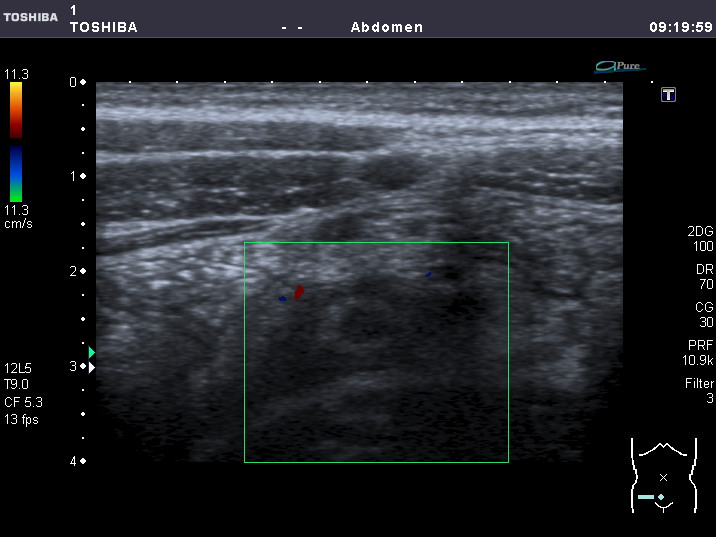 TOSHIBA
1
TOSHIBA - - Abdomen 09:19:59
APure
11.3
11.3
cm/s
0
1
2
3
4
T
2DG
100
DR
70
CG
30
PRF
10.9k
Filter
3
12L5
T9.0
CF 5.3
13 fps